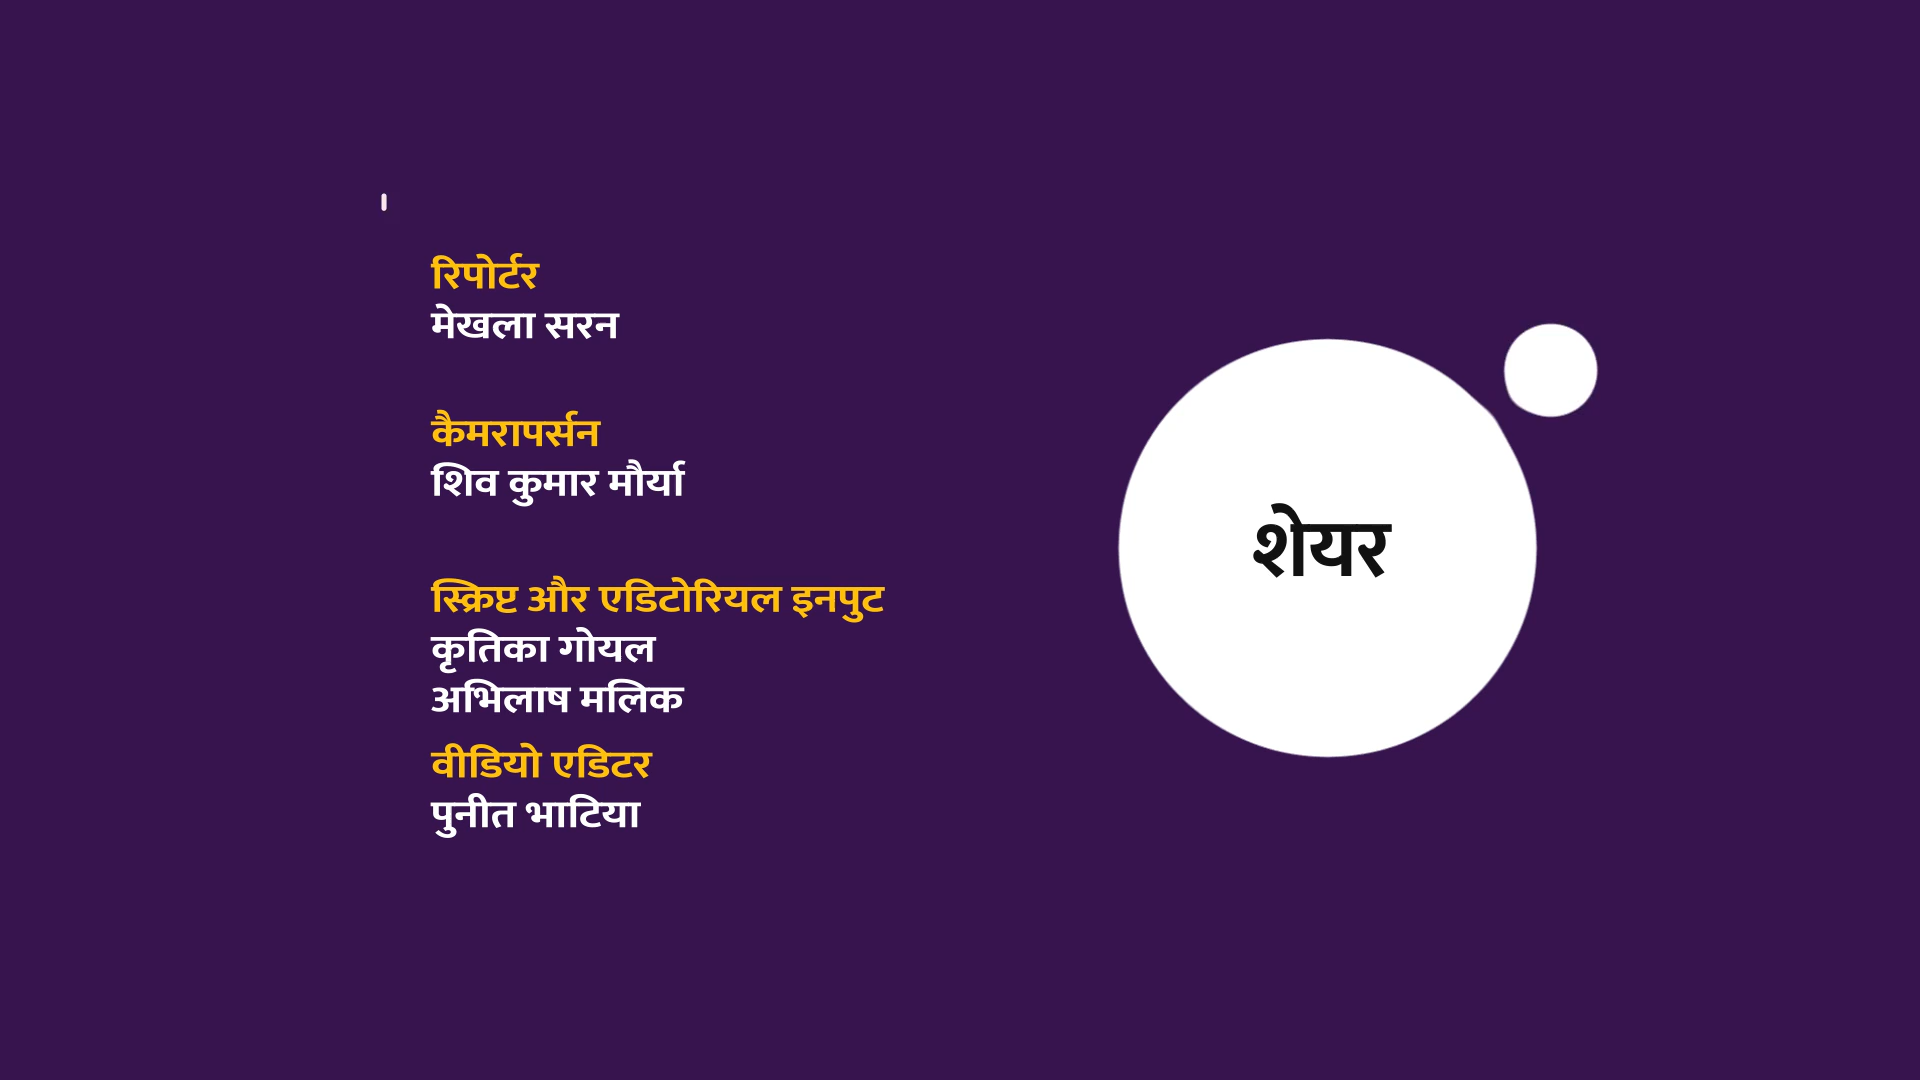 रिपोर्टर
मेखला सरन
कैमरापर्सन
शिव कुमार मौर्या
स्क्रिप्ट और एडिटोरियल इनपुट
कृतिका गोयल
अभिलाष मलिक
वीडियो एडिटर
पुनीत भाटिया
शेयर